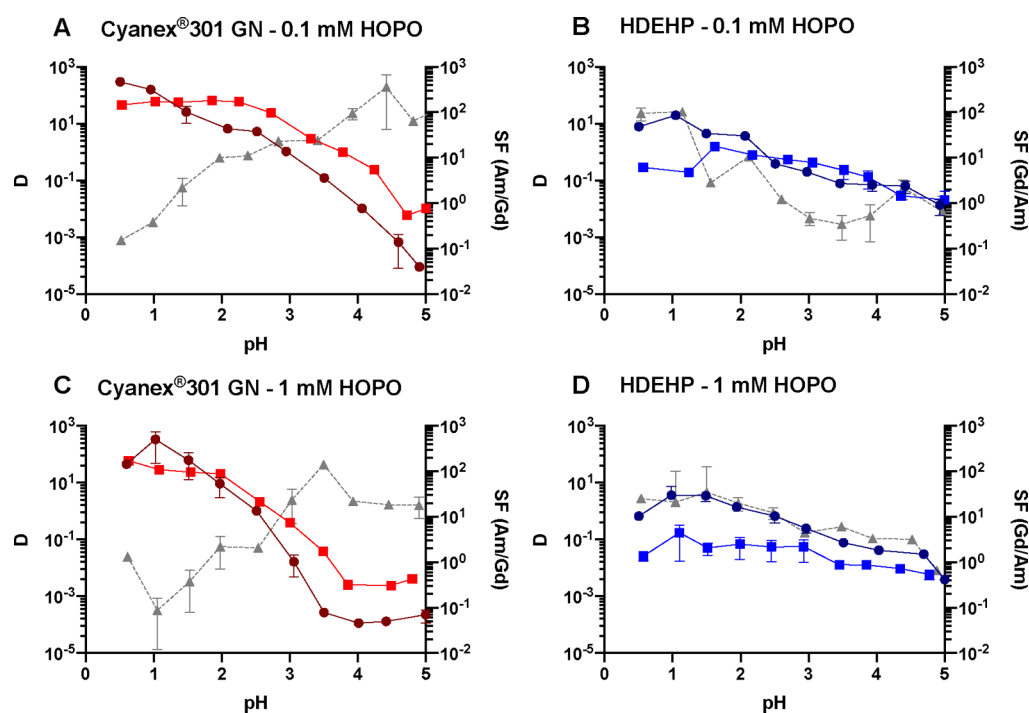 A Cyanex®301 GN - 0.1 mM HOPO
10³
10¹
10⁻¹
10⁻³
10⁻⁵
D
10³
10²
10¹
10⁰
10⁻¹
10⁻²
SF (Am/Gd)
0 1 2 3 4 5
pH
B HDEHP - 0.1 mM HOPO
10³
10¹
10⁻¹
10⁻³
10⁻⁵
D
10³
10²
10¹
10⁰
10⁻¹
10⁻²
SF (Gd/Am)
0 1 2 3 4 5
pH
C Cyanex®301 GN - 1 mM HOPO
10³
10¹
10⁻¹
10⁻³
10⁻⁵
D
10³
10²
10¹
10⁰
10⁻¹
10⁻²
SF (Am/Gd)
0 1 2 3 4 5
pH
D HDEHP - 1 mM HOPO
10³
10¹
10⁻¹
10⁻³
10⁻⁵
D
10³
10²
10¹
10⁰
10⁻¹
10⁻²
SF (Gd/Am)
0 1 2 3 4 5
pH